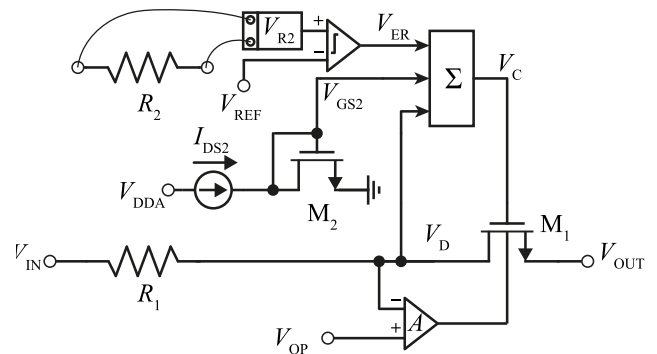 V_R2
+
−
V_ER
R_2
V_REF
V_GS2
Σ
V_C
I_DS2
V_DDA
M_2
M_1
V_IN
R_1
V_D
V_OUT
−
+
A
V_OP